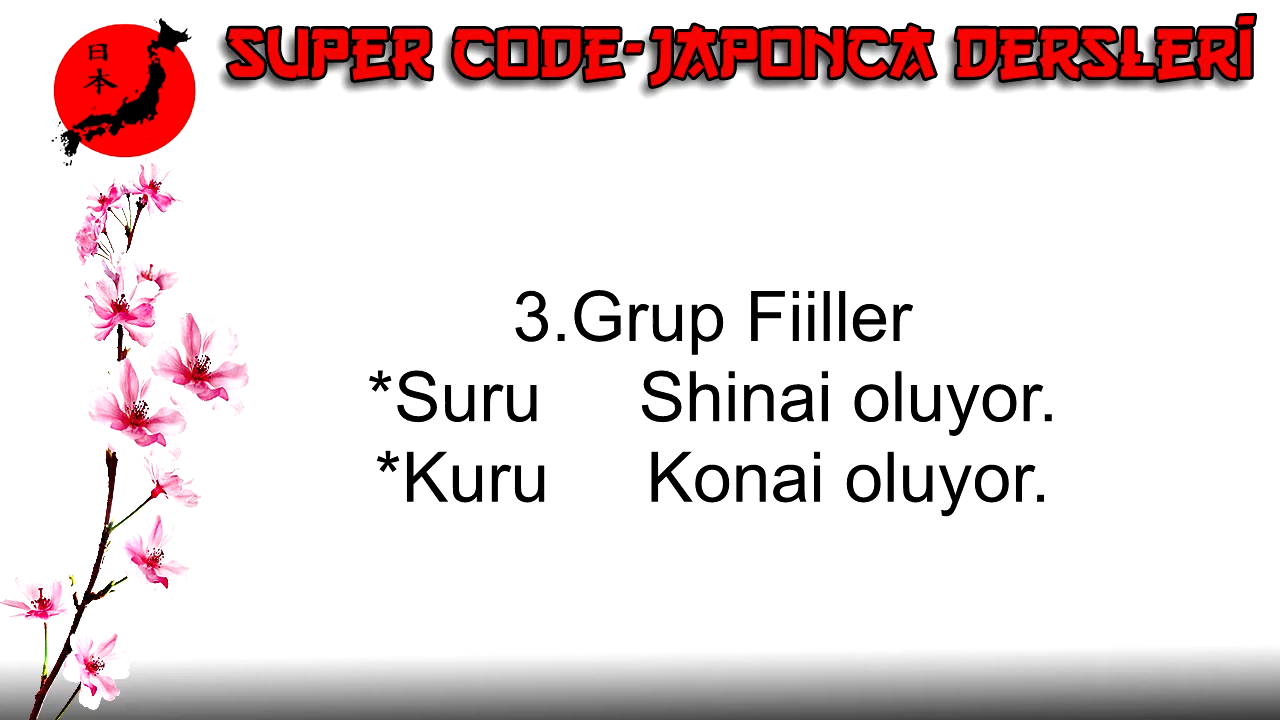 日本
SUPER CODE-JAPONCA DERSLERİ
3.Grup Fiiller
*Suru Shinai oluyor.
*Kuru Konai oluyor.